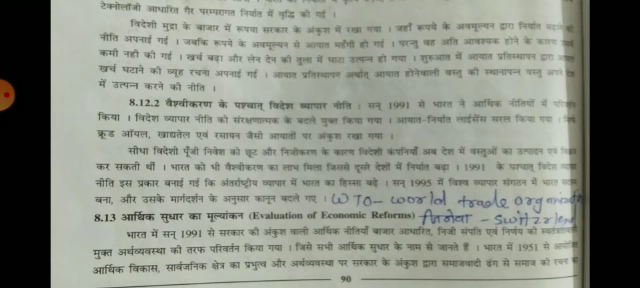 टेक्नोलॉजी आधारित गैर परम्परागत निर्यात में वृद्धि की गई ।
विदेशी मुद्रा के बाजार में रूपया सरकार के अंकुश में रखा गया । जहाँ रूपये के अवमूल्यन द्वारा निर्यात बढ़ाने की
नीति अपनाई गई । जबकि रूपये के अवमूल्यन से आयात महँगी हो गई । परन्तु वह अति आवश्यक होने के कारण
कमी नहीं की गई । खर्च बढ़ा और लेन देन की तुला में घाटा उत्पन्न हो गया । शुरुआत में आयात प्रतिस्थापन द्वारा
खर्च घटाने की व्यूह रचना अपनाई गई । आयात प्रतिस्थापन अर्थात् आयात होनेवाली वस्तु की स्थानापन्न वस्तु अपने देश
में उत्पन्न करने की नीति ।
8.12.2 वैश्वीकरण के पश्चात् विदेश व्यापार नीति : सन् 1991 से भारत ने आर्थिक नीतियों में
किया । विदेश व्यापार नीति को संरक्षणात्मक के बदले मुक्त किया गया । आयात-निर्यात लाईसेंस सरल किया गया ।
क्रूड ऑयल, खाद्यतेल एवं रसायन जैसी आयातों पर अंकुश रखा गया ।
सीधा विदेशी पूँजी निवेश को छूट और निजीकरण के कारण विदेशी कंपनियाँ अब देश में वस्तुओं का उत्पादन एवं
कर सकती थीं । भारत को भी वैश्वीकरण का लाभ मिला जिससे दूसरे देशों में निर्यात बढ़ा । 1991 के पश्चात् विदेश
नीति इस प्रकार बनाई गई कि अंतर्राष्ट्रीय व्यापार में भारत का हिस्सा बढ़े । सन् 1995 में विश्व व्यापार संगठन में भारत
बना, और उसके मार्गदर्शन के अनुसार कानून बदले गए । WTO - world trade
8.13 आर्थिक सुधार का मूल्यांकन (Evaluation of Economic Reforms)
भारत में सन् 1991 से सरकार की अंकुश वाली आर्थिक नीतियाँ बाजार आधारित, निजी संपति एवं निर्णय की
मुक्त अर्थव्यवस्था की तरफ परिवर्तन किया गया । जिसे सभी आर्थिक सुधार के नाम से जानते हैं । भारत में 1951 से
आर्थिक विकास, सार्वजनिक क्षेत्र का प्रभुत्व और अर्थव्यवस्था पर सरकार के अंकुश द्वारा समाजवादी ढंग से समाज की रचना
90